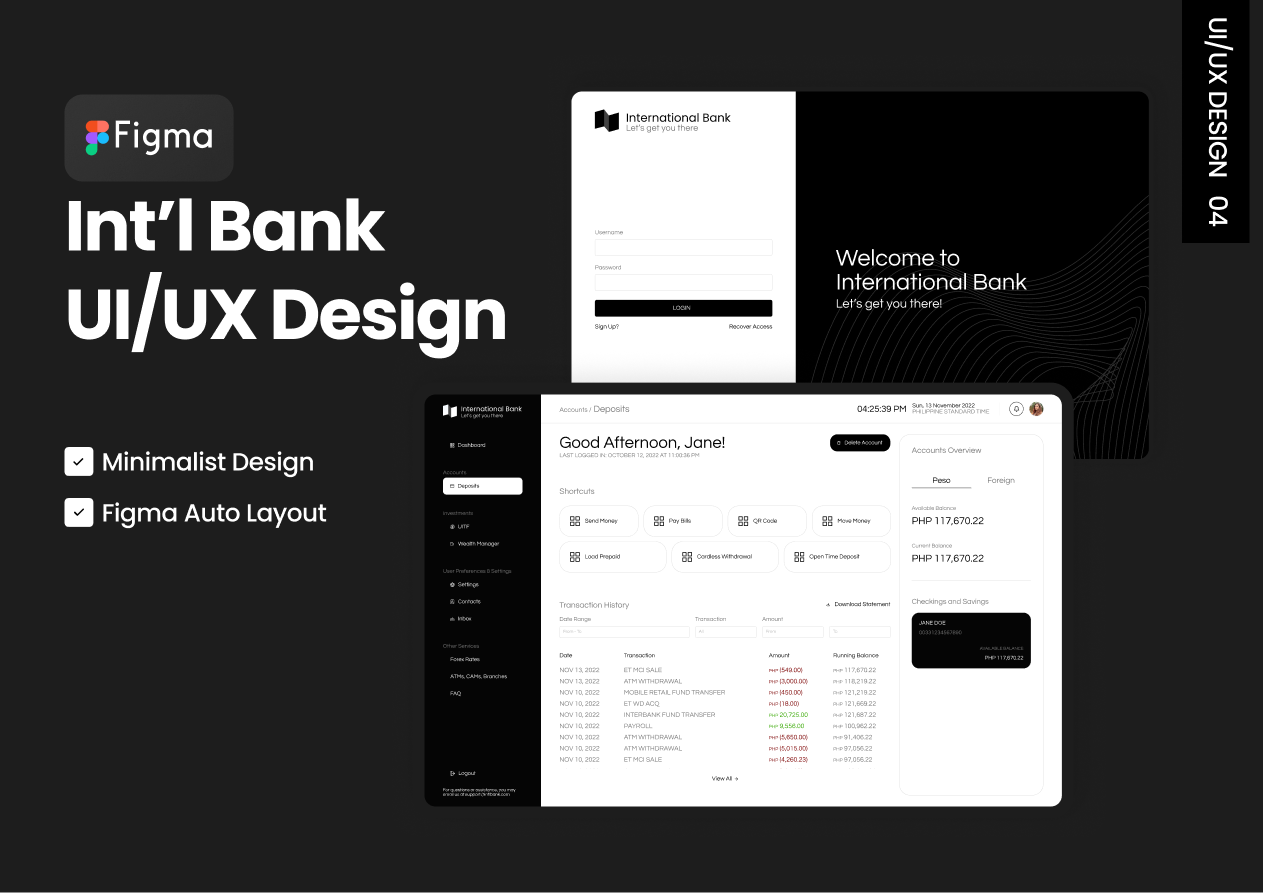 UI/UX DESIGN 04
Figma
Int’l Bank
UI/UX Design
Minimalist Design
Figma Auto Layout
International Bank
Let's get you there
Username
Password
LOGIN
Sign Up?
Recover Access
Welcome to
International Bank
Let's get you there!
International Bank
Let's get you there
Dashboard
Accounts
Deposits
Investments
UITF
Wealth Manager
User Preferences & Settings
Settings
Contacts
Inbox
Other Services
Forex Rates
ATMs, CAMs, Branches
FAQ
Logout
For questions or assistance, you may
email us at support@intlbank.com
Accounts / Deposits
04:25:39 PM
Sun, 13 November 2022
PHILIPPINE STANDARD TIME
Good Afternoon, Jane!
LAST LOGGED IN: OCTOBER 12, 2022 AT 11:00:36 PM
Delete Account
Shortcuts
Send Money
Pay Bills
QR Code
Move Money
Load Prepaid
Cardless Withdrawal
Open Time Deposit
Transaction History
Download Statement
Date Range
Transaction
Amount
From - To
All
From
To
Date Transaction Amount Running Balance
NOV 13, 2022 ET MCI SALE PHP (549.00) PHP 117,670.22
NOV 13, 2022 ATM WITHDRAWAL PHP (3,000.00) PHP 118,219.22
NOV 10, 2022 MOBILE RETAIL FUND TRANSFER PHP (450.00) PHP 121,219.22
NOV 10, 2022 ET WD ACQ PHP (18.00) PHP 121,669.22
NOV 10, 2022 INTERBANK FUND TRANSFER PHP 20,725.00 PHP 121,687.22
NOV 10, 2022 PAYROLL PHP 9,556.00 PHP 100,962.22
NOV 10, 2022 ATM WITHDRAWAL PHP (5,650.00) PHP 91,406.22
NOV 10, 2022 ATM WITHDRAWAL PHP (5,015.00) PHP 97,056.22
NOV 10, 2022 ET MCI SALE PHP (4,260.23) PHP 97,056.22
View All →
Accounts Overview
Peso
Foreign
Available Balance
PHP 117,670.22
Current Balance
PHP 117,670.22
Checkings and Savings
JANE DOE
00331234567890
AVAILABLE BALANCE
PHP 117,670.22